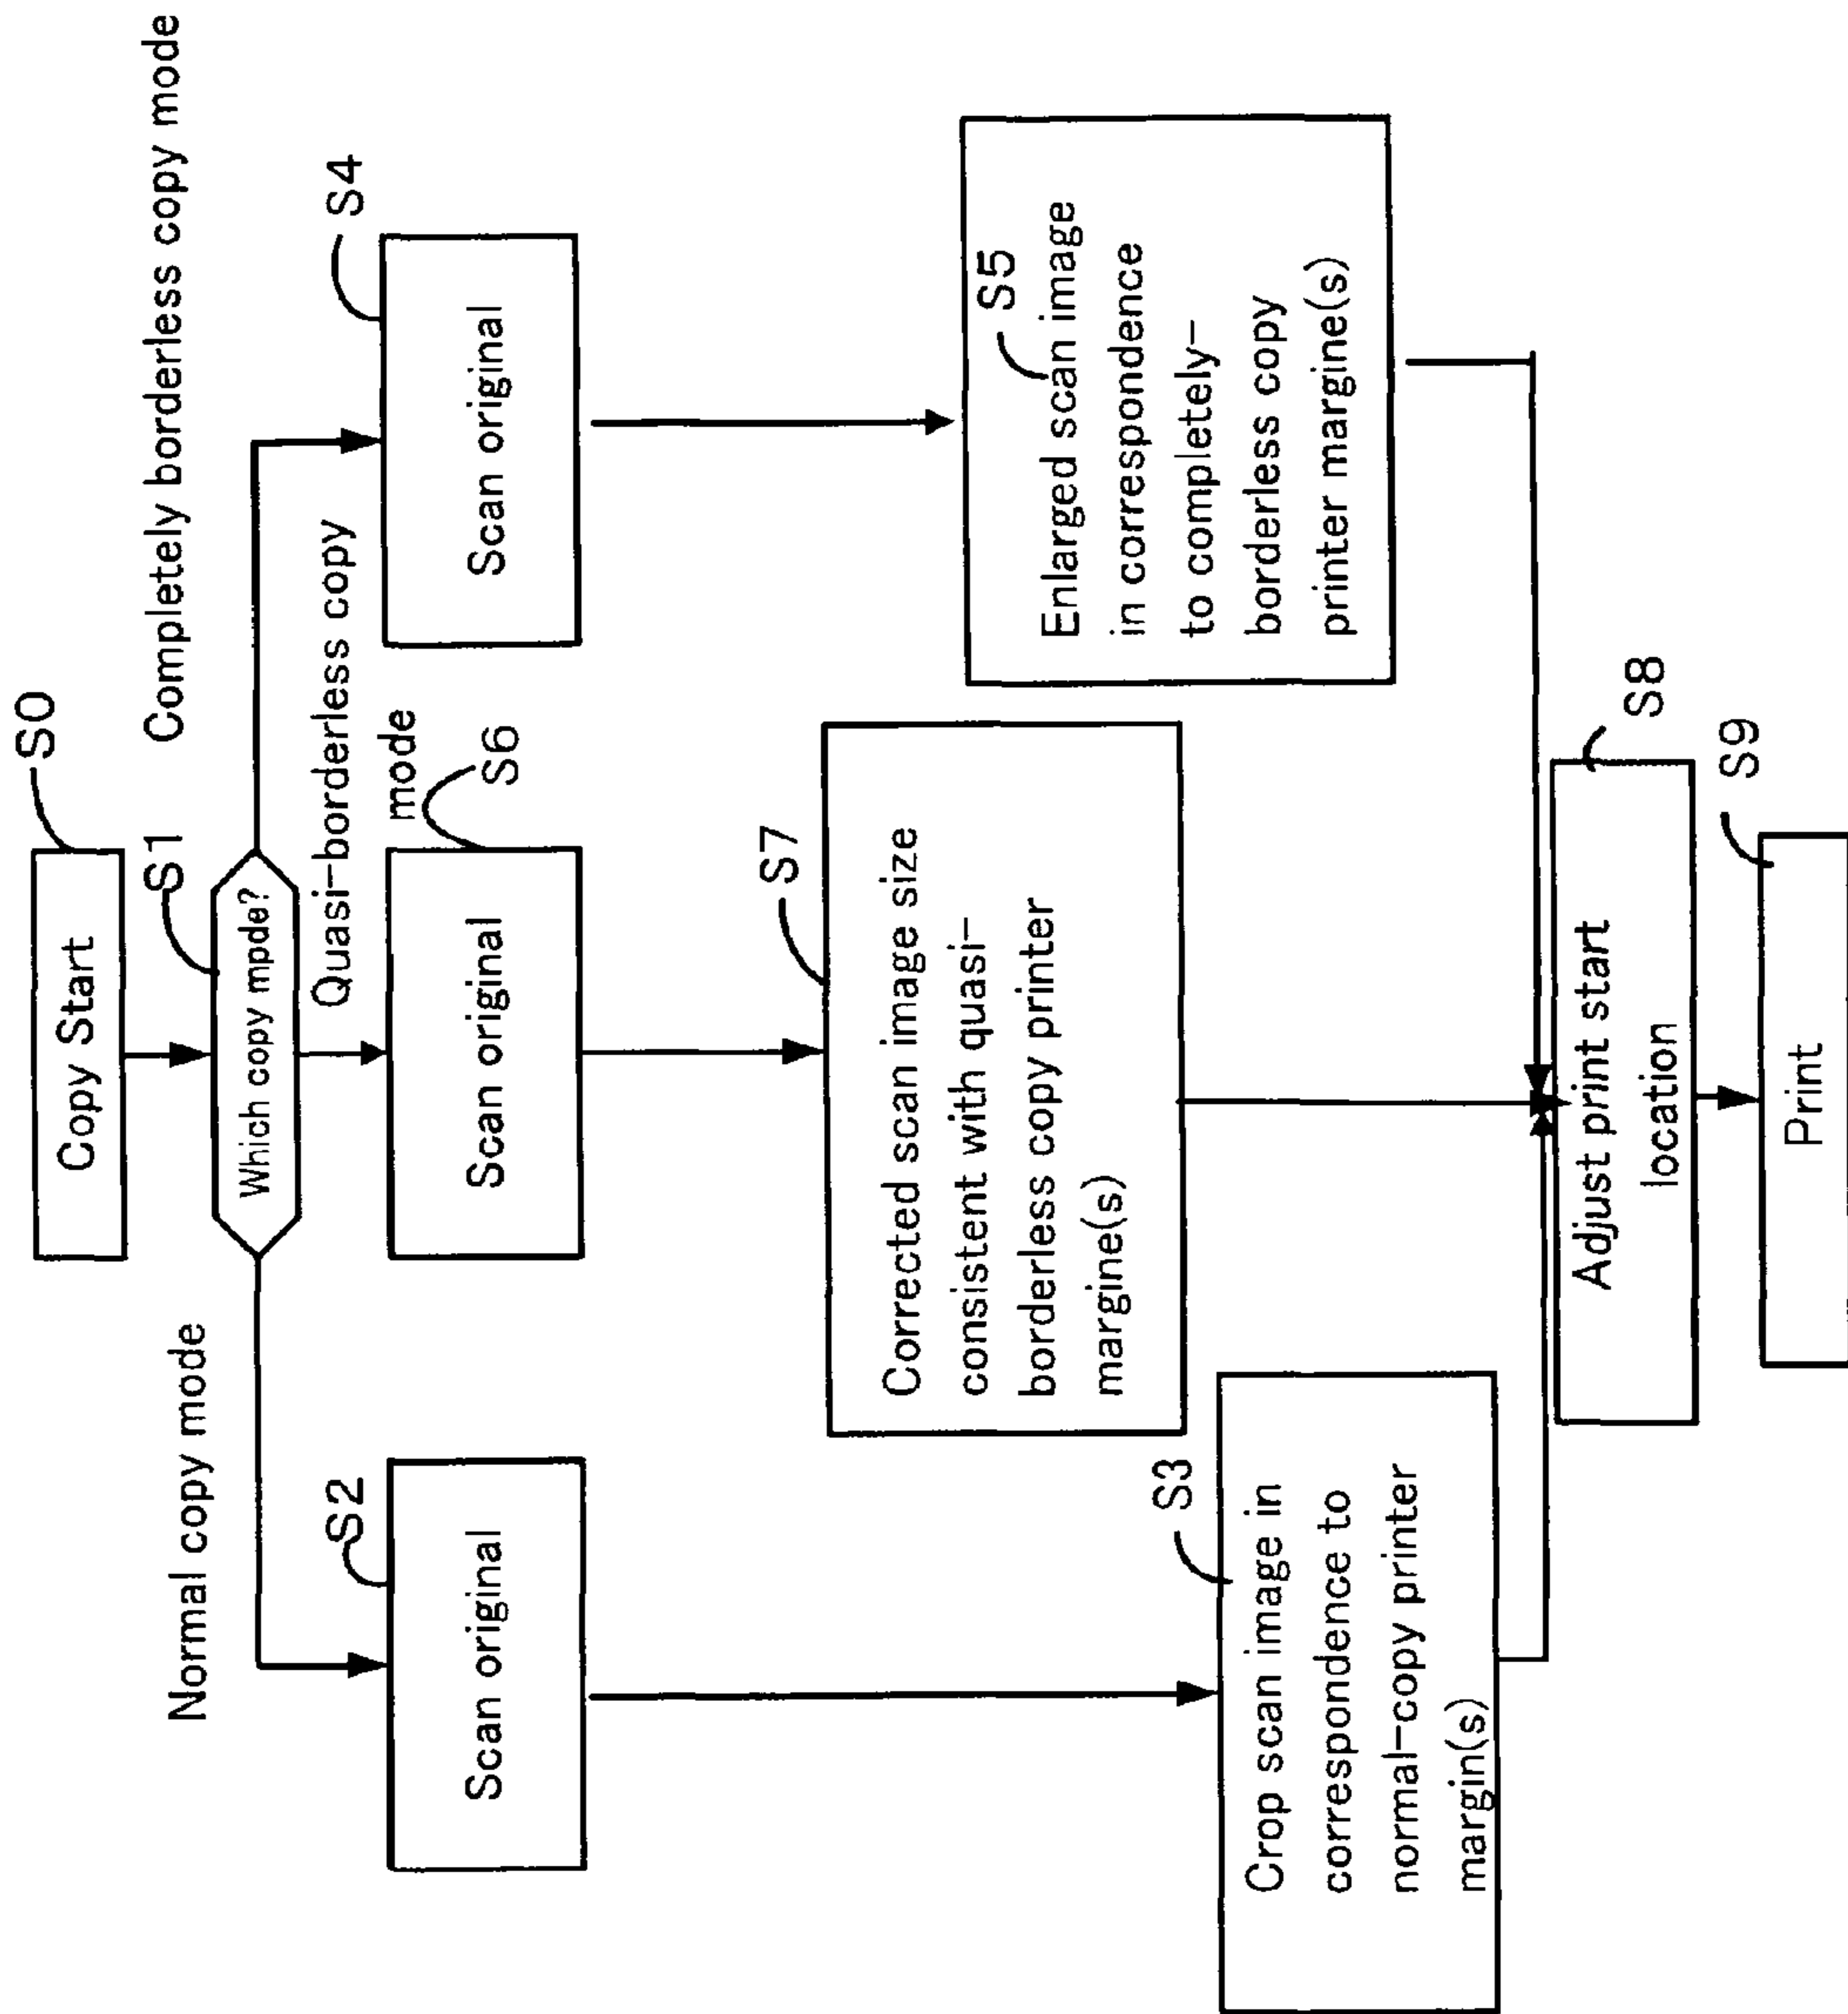 S0
Copy Start
S1
Which copy mpde?
Normal copy mode
Quasi-borderless copy
mode
Completely borderless copy mode
S2
Scan original
S6
Scan original
S4
Scan original
S3
Crop scan image in
correspondence to
normal-copy printer
margin(s)
S7
Corrected scan image size
consistent with quasi-
borderless copy printer
margine(s)
S5
Enlarged scan image
in correspondence
to completely-
borderless copy
printer margine(s)
S8
Adjust print start
location
S9
Print